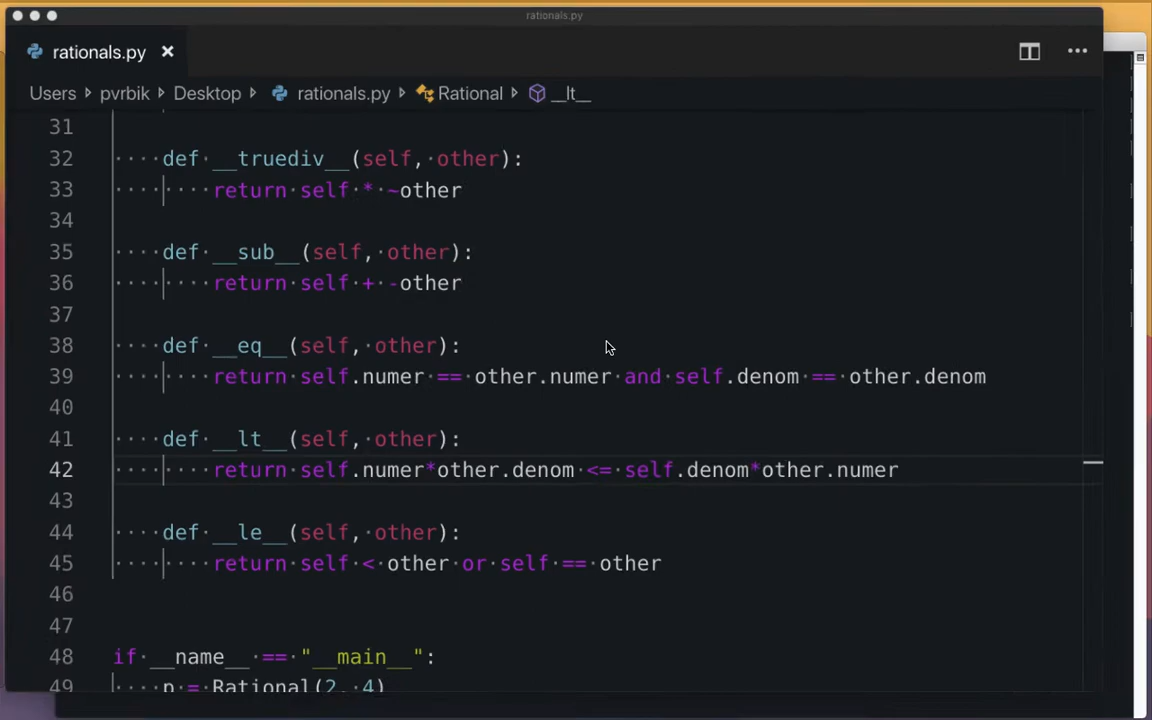 rationals.py
rationals.py ×
Users > pvrbik > Desktop > rationals.py > Rational > __lt__
31
32 ····def·__truediv__(self,·other):
33 ····│····return·self·*·~other
34
35 ····def·__sub__(self,·other):
36 ····│····return·self·+·-other
37
38 ····def·__eq__(self,·other):
39 ····│····return·self.numer·==·other.numer·and·self.denom·==·other.denom
40
41 ····def·__lt__(self,·other):
42 ····│····return·self.numer*other.denom·<=·self.denom*other.numer
43
44 ····def·__le__(self,·other):
45 ····│····return·self·<·other·or·self·==·other
46
47
48 if·__name__·==·"__main__":
49 ····p·=·Rational(2,·4)